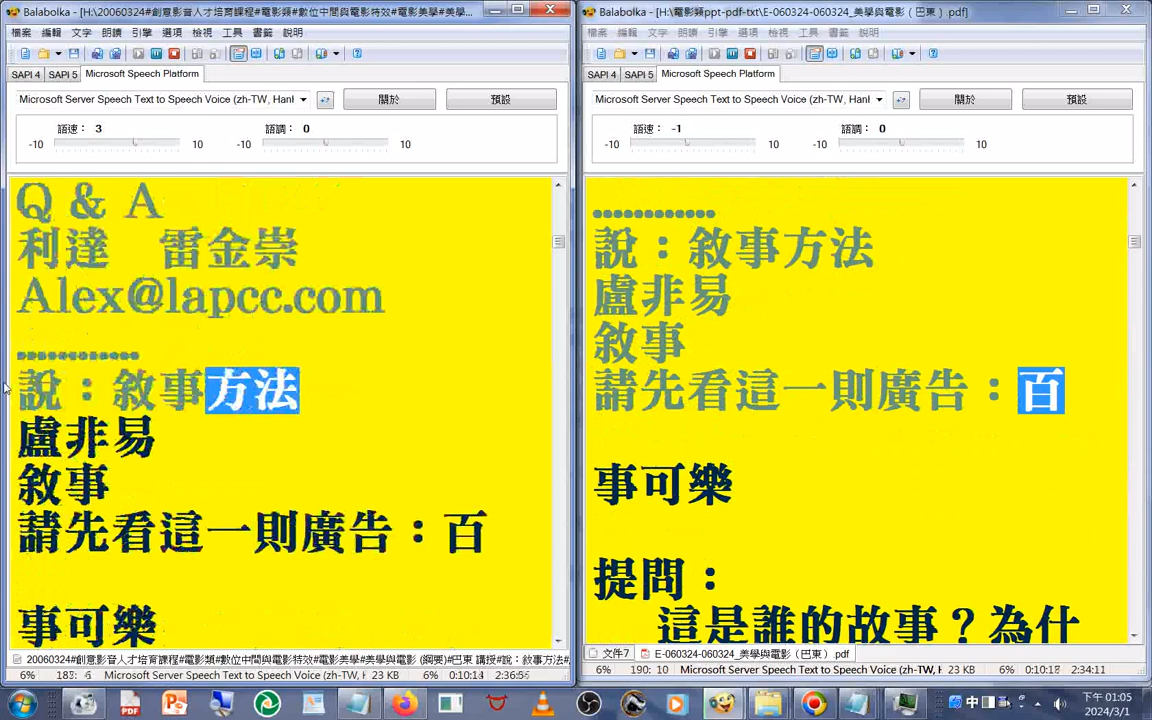 Balabolka - [H:\20060324#創意影音人才培育課程#電影類#數位中間與電影特效#電影美學#美學...
檔案 編輯 文字 朗讀 引擎 選項 檢視 工具 書籤 說明
SAPI 4 SAPI 5 Microsoft Speech Platform
Microsoft Server Speech Text to Speech Voice (zh-TW, Hanl
關於
預設
語速： 3
語調： 0
-10 10 -10 10
Q & A
利達 雷金崇
Alex@lapcc.com
說：敘事方法
盧非易
敘事
請先看這一則廣告：百
事可樂
20060324#創意影音人才培育課程#電影類#數位中間與電影特效#電影美學#美學與電影 (綱要)#巴東 講授#說：敘事方法#
6% 183: 6 Microsoft Server Speech Text to Speech Voice (zh-TW, H 23 KB 6% 0:10:14 2:36:56
Balabolka - [H:\電影類ppt-pdf-txt\E-060324-060324_美學與電影（巴東）.pdf]
檔案 編輯 文字 朗讀 引擎 選項 檢視 工具 書籤 說明
SAPI 4 SAPI 5 Microsoft Speech Platform
Microsoft Server Speech Text to Speech Voice (zh-TW, Hanl
關於
預設
語速： -1
語調： 0
-10 10 -10 10
說：敘事方法
盧非易
敘事
請先看這一則廣告：百
事可樂
提問：
這是誰的故事？為什
文件7 E-060324-060324_美學與電影（巴東）.pdf
6% 190: 10 Microsoft Server Speech Text to Speech Voice (zh-TW, H 23 KB 6% 0:10:18 2:34:11
PDF
中
下午 01:05
2024/3/1